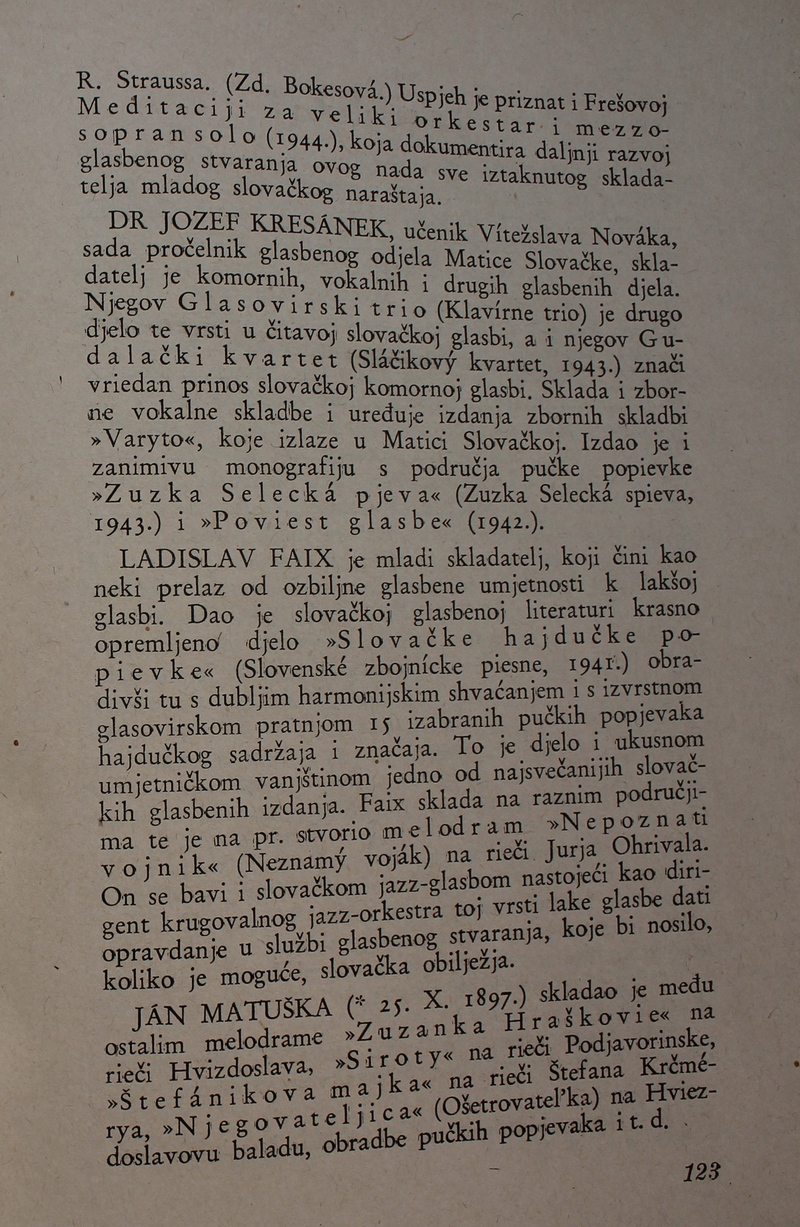 R. Straussa. (Zd. Bokesová.) Uspjeh je priznat i Frešovoj
Meditaciji za veliki orkestar i mezzo-
sopran solo (1944.), koja dokumentira daljnji razvoj
glasbenog stvaranja ovog nada sve iztaknutog sklada-
telja mladog slovačkog naraštaja.
DR JOZEF KRESÁNEK, učenik Vítežslava Nováka,
sada pročelnik glasbenog odjela Matice Slovačke, skla-
datelj je komornih, vokalnih i drugih glasbenih djela.
Njegov Glasovirski trio (Klavírne trio) je drugo
djelo te vrsti u čitavoj slovačkoj glasbi, a i njegov Gu-
dalački kvartet (Sláčikový kvartet, 1943.) znači
vriedan prinos slovačkoj komornoj glasbi. Sklada i zbor-
ne vokalne skladbe i uređuje izdanja zbornih skladbi
»Varyto«, koje izlaze u Matici Slovačkoj. Izdao je i
zanimivu monografiju s područja pučke popievke
»Zuzka Selecká pjeva« (Zuzka Selecká spieva,
1943.) i »Poviest glasbe« (1942.).
LADISLAV FAIX je mladi skladatelj, koji čini kao
neki prelaz od ozbiljne glasbene umjetnosti k lakšoj
glasbi. Dao je slovačkoj glasbenoj literaturi krasno
opremljeno djelo »Slovačke hajdučke po-
pievke« (Slovenské zbojnícke piesne, 1941.) obra-
divši tu s dubljim harmonijskim shvaćanjem i s izvrstnom
glasovirskom pratnjom 15 izabranih pučkih popjevaka
hajdučkog sadržaja i značaja. To je djelo i ukusnom
umjetničkom vanjštinom jedno od najsvečanijih slovač-
kih glasbenih izdanja. Faix sklada na raznim područji-
ma te je na pr. stvorio melodram »Nepoznati
vojnik« (Neznamý voják) na rieči Jurja Ohrivala.
On se bavi i slovačkom jazz-glasbom nastojeći kao diri-
gent krugovalnog jazz-orkestra toj vrsti lake glasbe dati
opravdanje u službi glasbenog stvaranja, koje bi nosilo,
koliko je moguće, slovačka obilježja.
JÁN MATUŠKA (* 25. X. 1897.) skladao je među
ostalim melodrame »Zuzanka Hraškovie« na
rieči Hvizdoslava, »Siroty« na rieči Podjavorinske,
»Štefánikova majka« na rieči Štefana Krčmé-
rya, »Njegovateljica« (Ošetrovateľka) na Hviez-
doslavovu baladu, obradbe pučkih popjevaka i t. d.
123